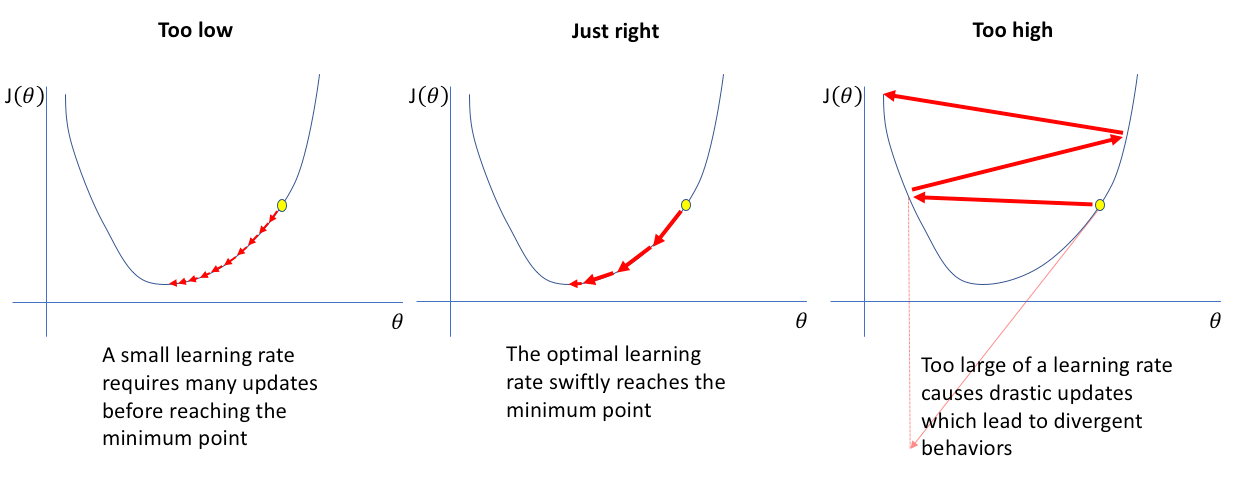 Too low
J(θ)
θ
A small learning rate
requires many updates
before reaching the
minimum point
Just right
J(θ)
θ
The optimal learning
rate swiftly reaches the
minimum point
Too high
J(θ)
θ
Too large of a learning rate
causes drastic updates
which lead to divergent
behaviors